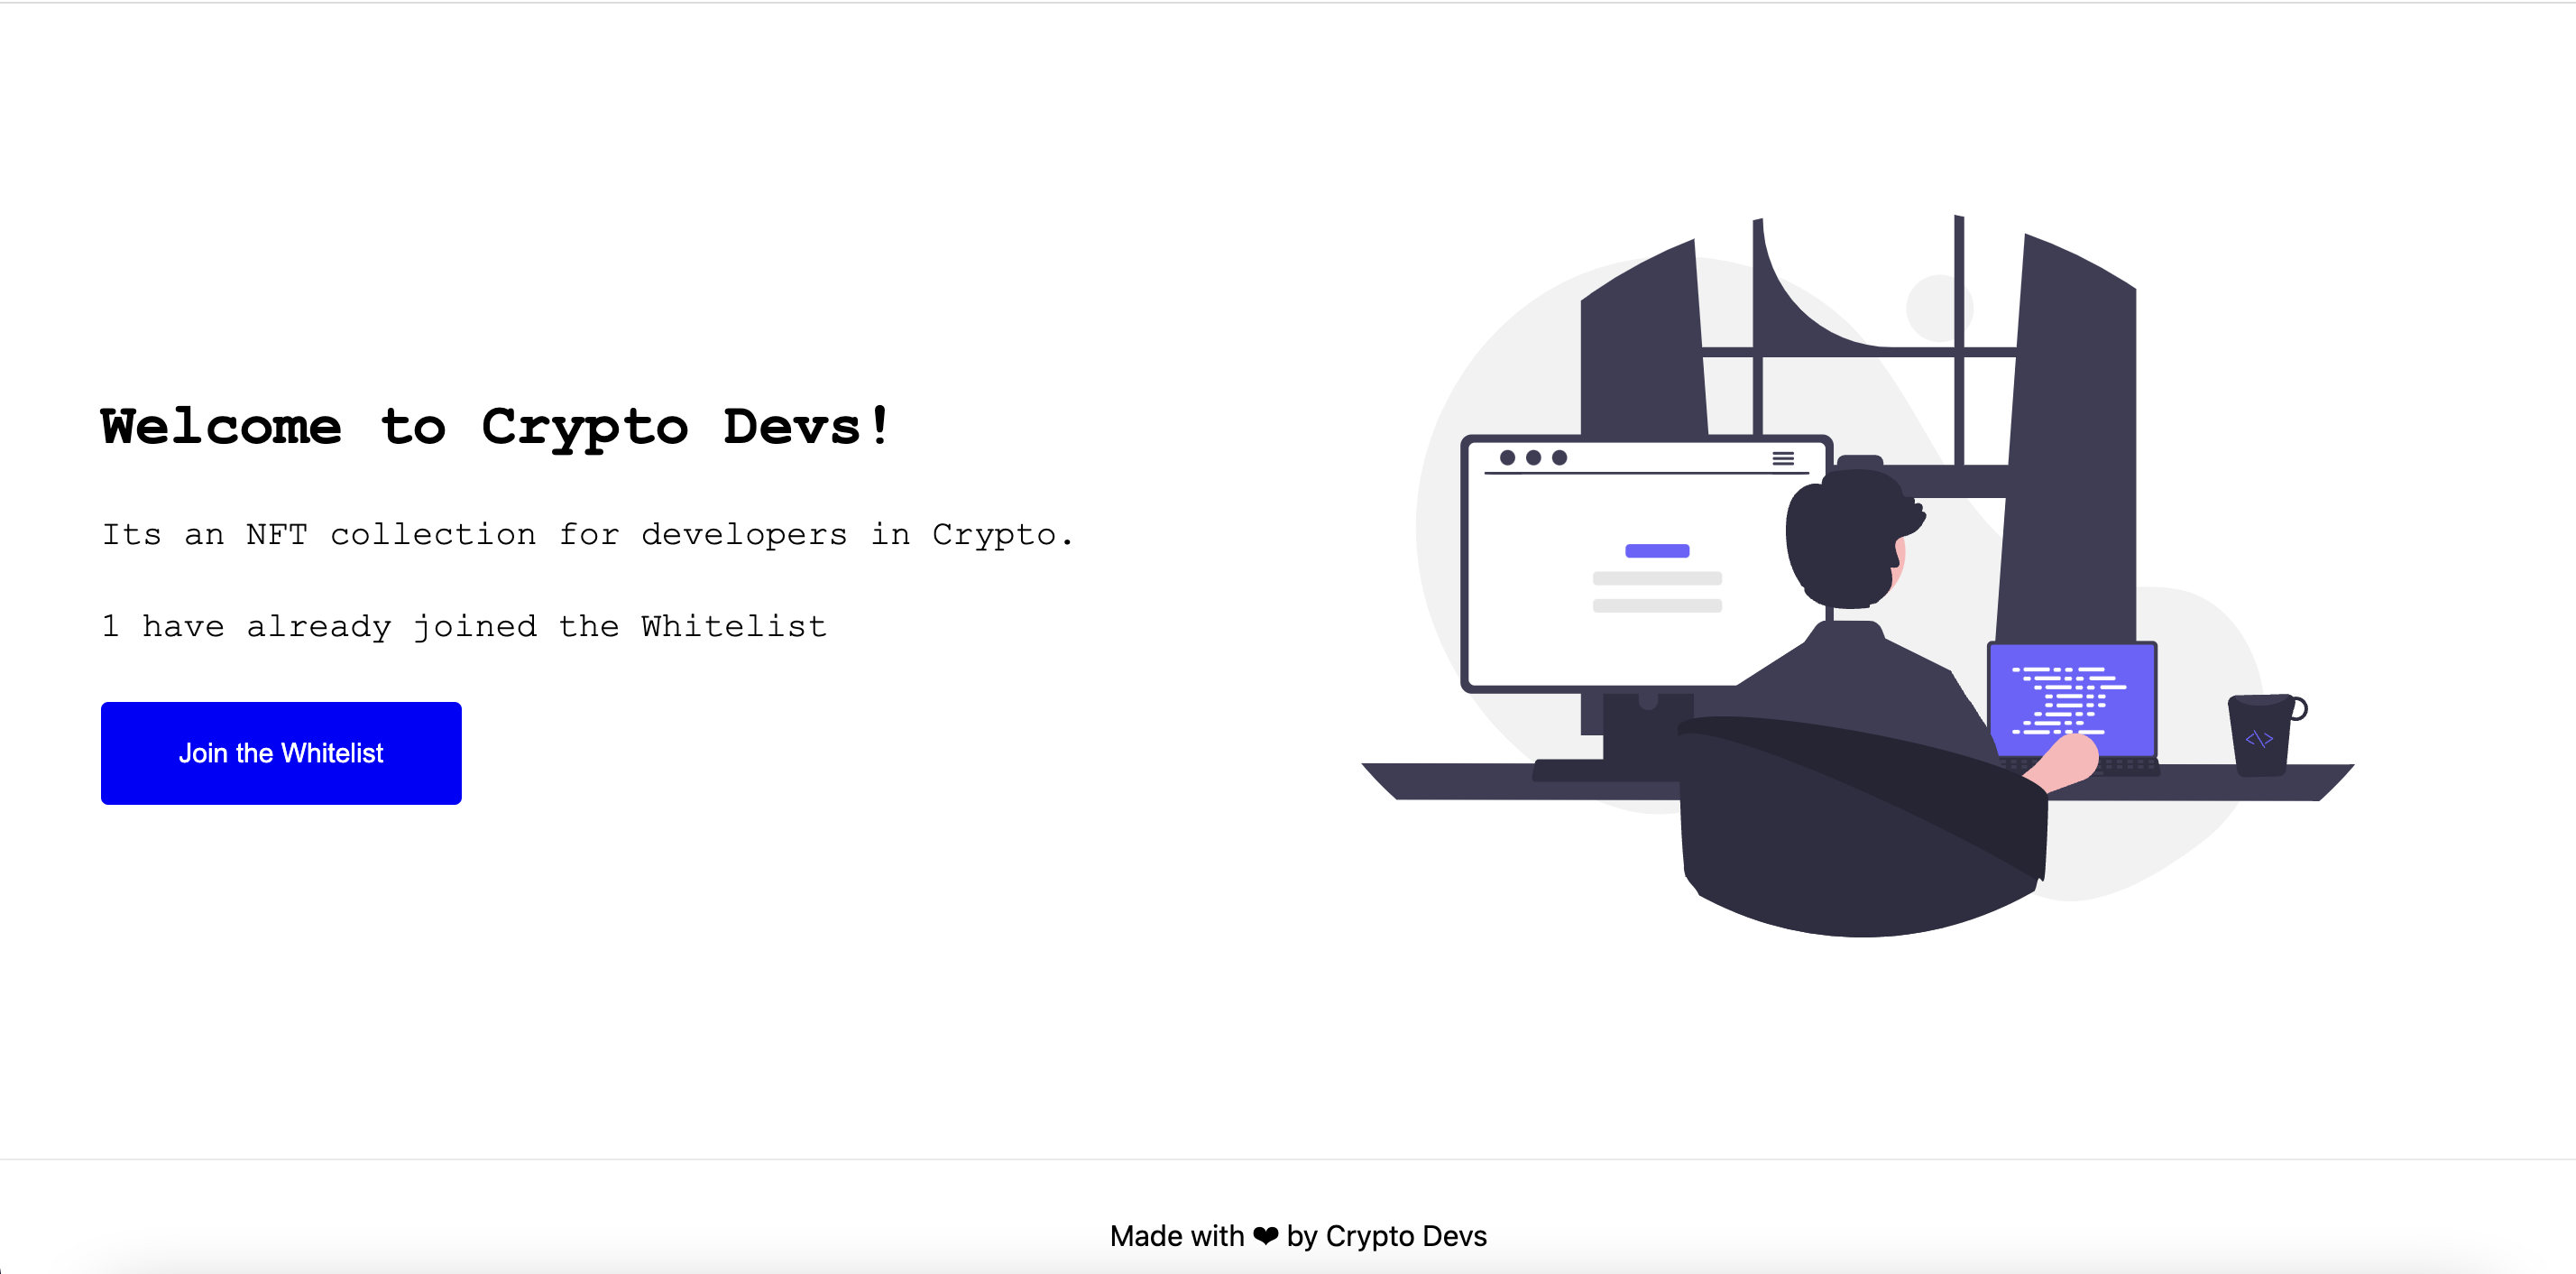 Welcome to Crypto Devs!
Its an NFT collection for developers in Crypto.
1 have already joined the Whitelist
Join the Whitelist
</>
Made with ❤ by Crypto Devs